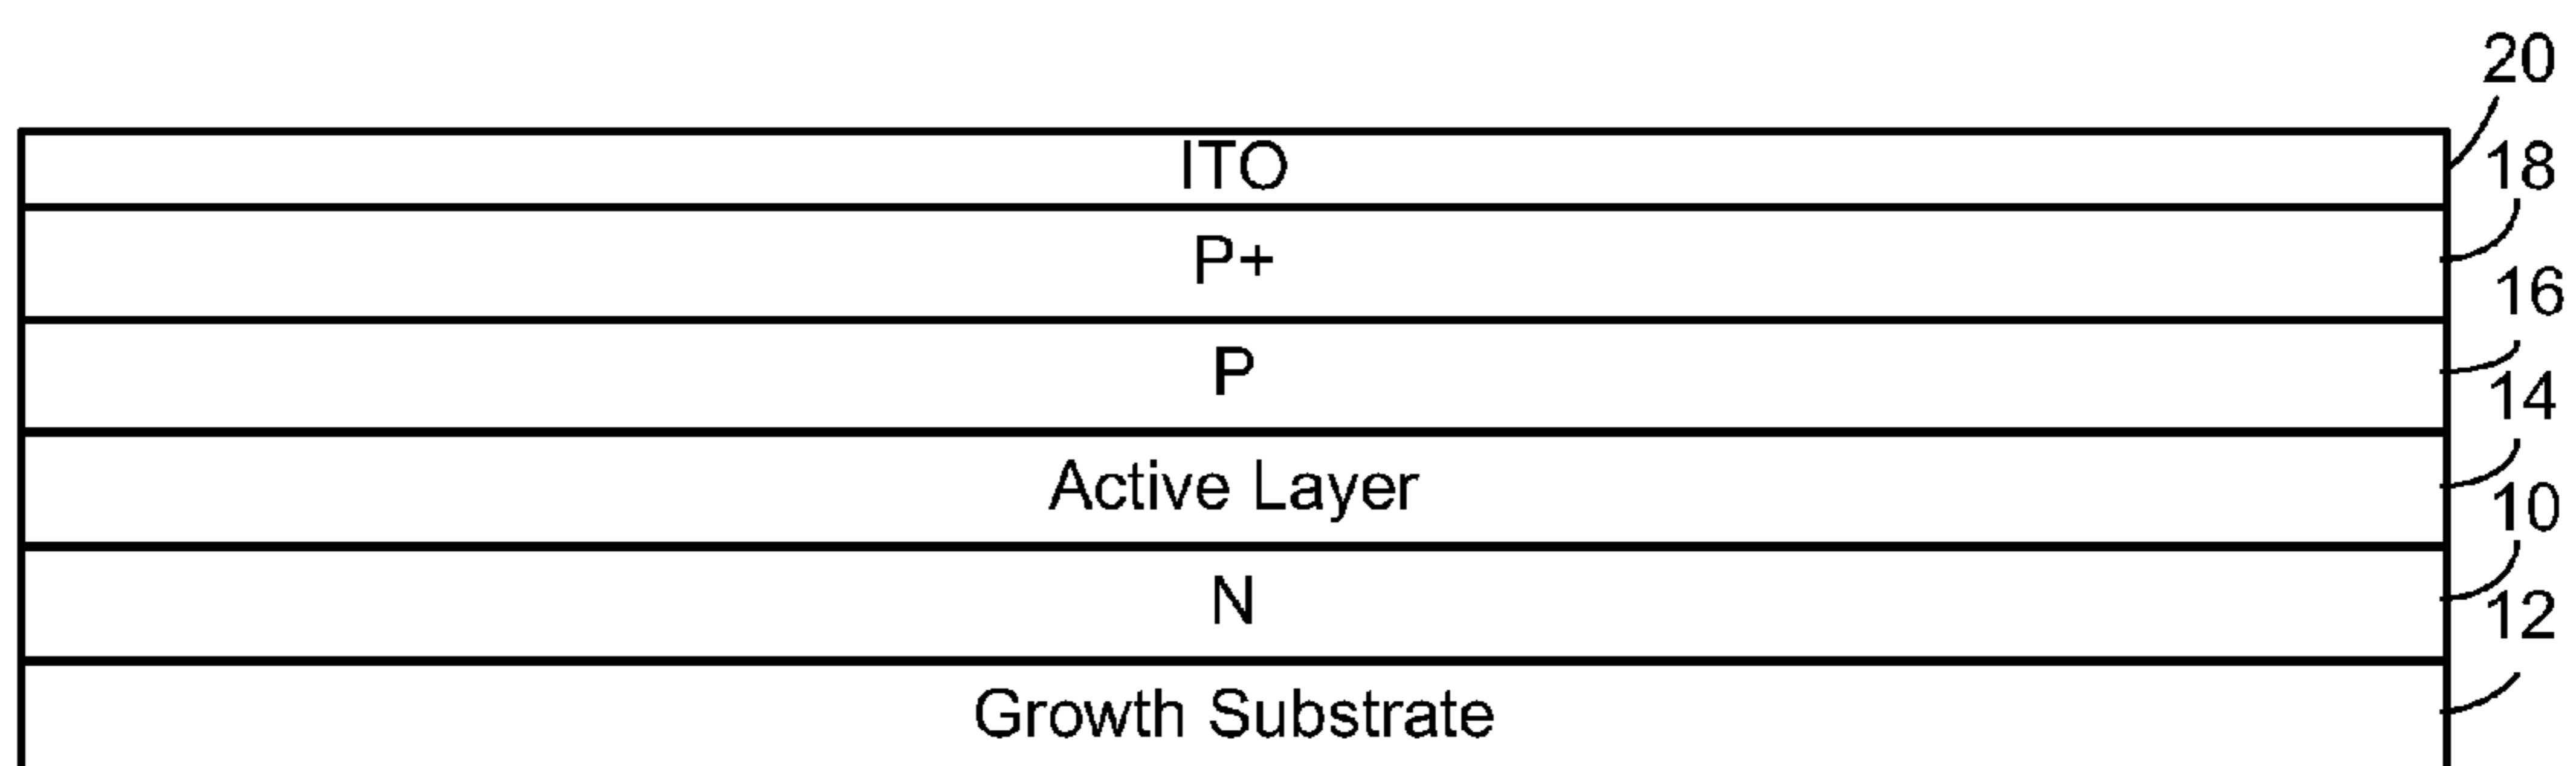 20
ITO
18
P+
16
P
14
Active Layer
10
N
12
Growth Substrate